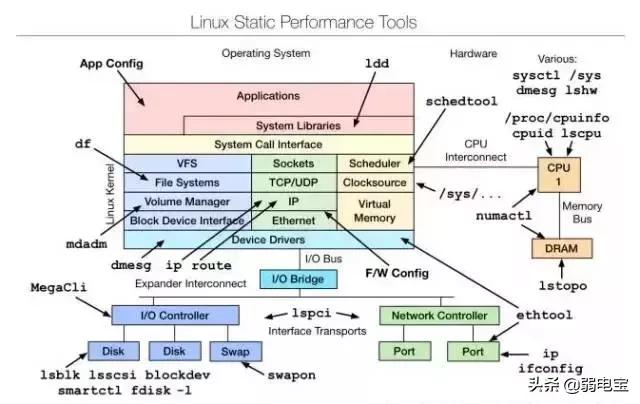 Linux Static Performance Tools
Operating System
Hardware
Various:
sysctl /sys
dmesg lshw
App Config
ldd
Applications
System Libraries
schedtool
/proc/cpuinfo
cpuid lscpu
System Call Interface
df
VFS
Sockets
Scheduler
CPU
Interconnect
CPU
1
Linux Kernel
File Systems
TCP/UDP
Clocksource
/sys/...
Volume Manager
IP
Virtual
Memory
numactl
Memory
Bus
Block Device Interface
Ethernet
mdadm
Device Drivers
DRAM
dmesg
ip route
I/O Bus
F/W Config
lstopo
Expander Interconnect
I/O Bridge
MegaCli
lspci
ethtool
I/O Controller
Interface Transports
Network Controller
Disk
Disk
Swap
Port
Port
ip
ifconfig
lsblk lsscsi blockdev
smartctl fdisk -l
swapon
头条 @弱电宝